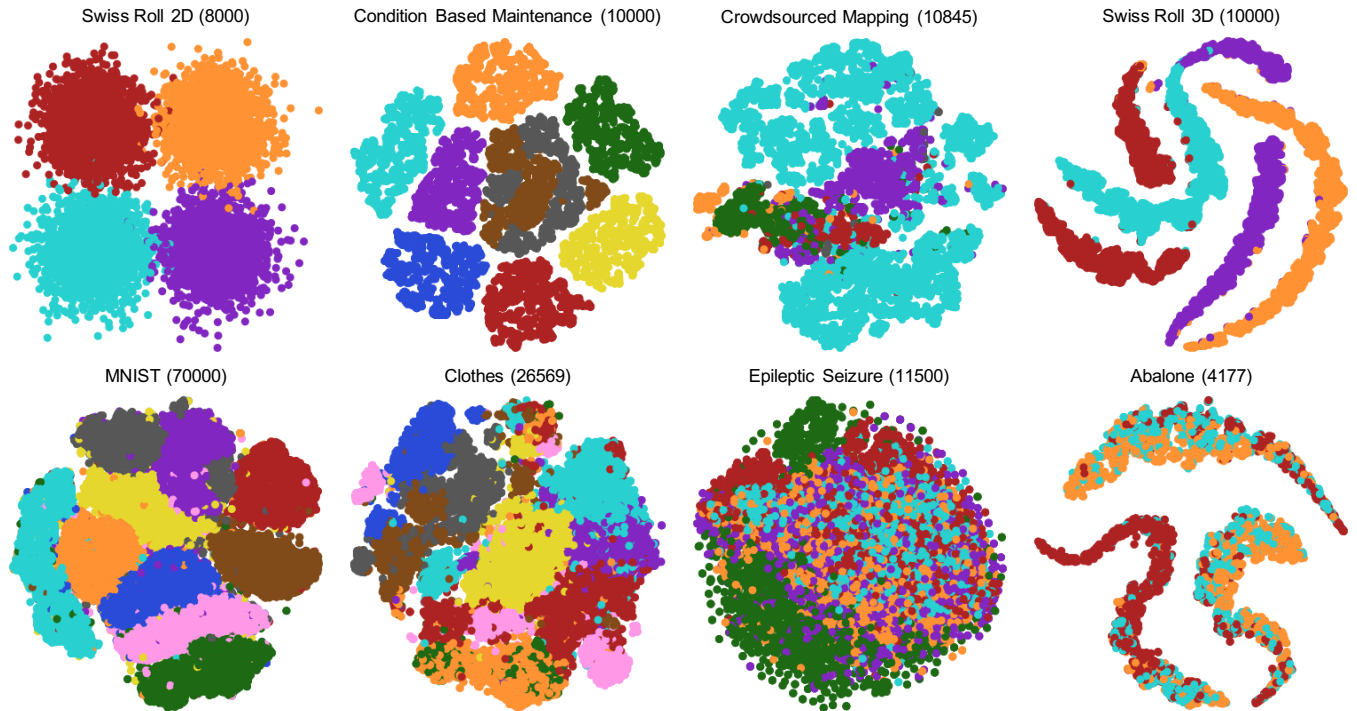 Swiss Roll 2D (8000)
Condition Based Maintenance (10000)
Crowdsourced Mapping (10845)
Swiss Roll 3D (10000)
MNIST (70000)
Clothes (26569)
Epileptic Seizure (11500)
Abalone (4177)